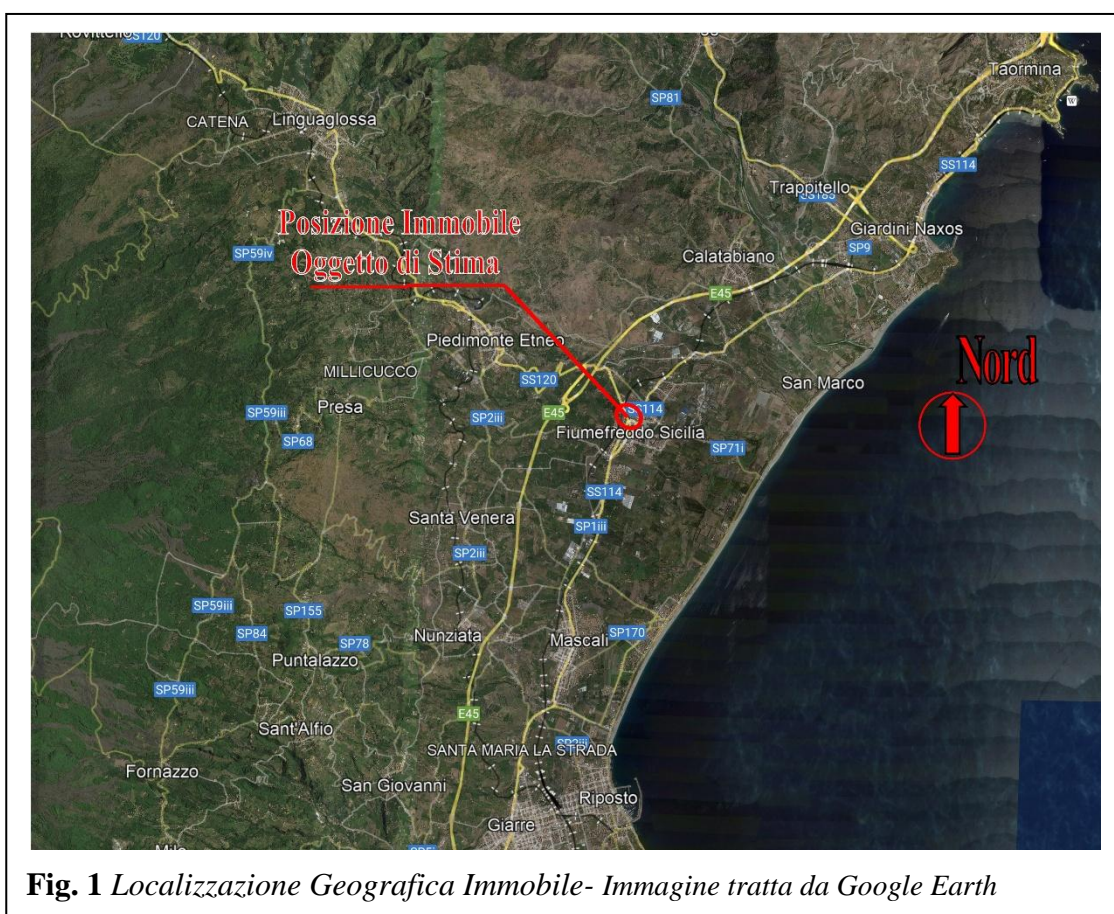 Rovittello
SS120
Taormina
W
CATENA
Linguaglossa
SP81
SS114
Trappitello
SS185
Posizione Immobile
Oggetto di Stima
Giardini Naxos
SP59iv
SP9
Calatabiano
E45
Nord
Piedimonte Etneo
MILLICUCCO
SS120
San Marco
Presa
SP59iii
SP2iii
E45
SS114
Fiumefreddo Sicilia
SP68
SP71i
SS114
Santa Venera
SP1iii
SP2iii
SP59iii
SP155
SP84
SP78
Nunziata
Mascali
SP170
Puntalazzo
SP59iii
E45
Sant'Alfio
SANTA MARIA LA STRADA
Fornazzo
San Giovanni
Riposto
Giarre
Fig. 1 Localizzazione Geografica Immobile- Immagine tratta da Google Earth